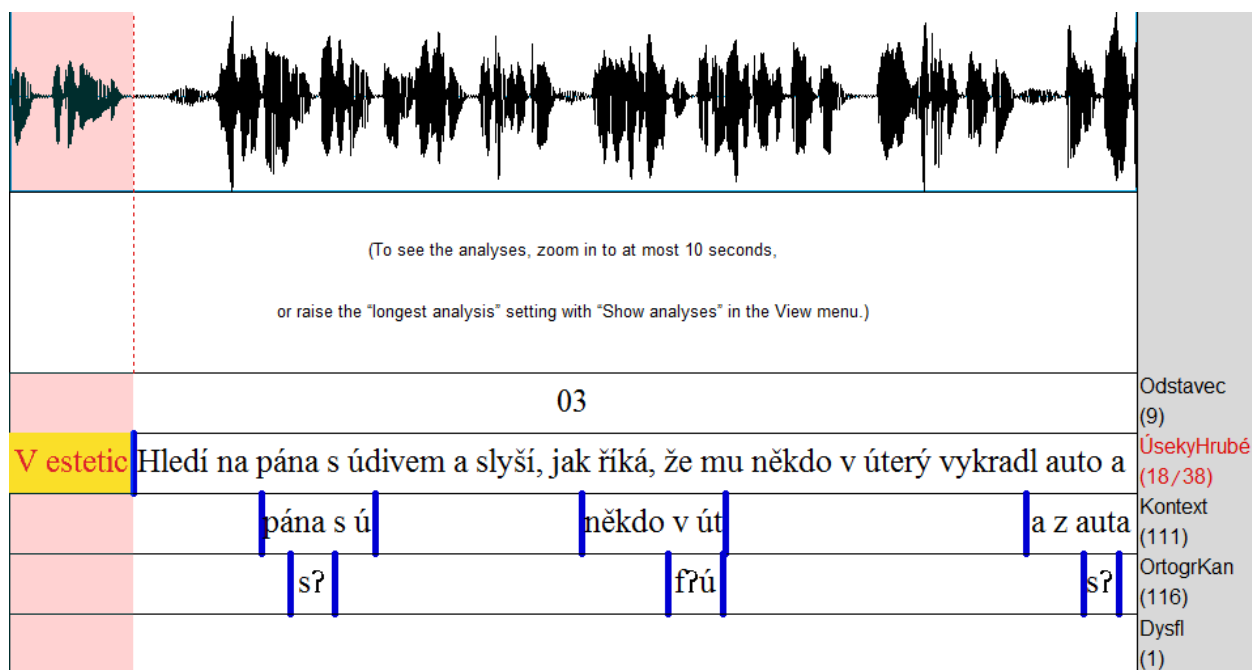 (To see the analyses, zoom in to at most 10 seconds,
or raise the “longest analysis” setting with “Show analyses” in the View menu.)
03
Odstavec
(9)
V estetic
Hledí na pána s údivem a slyší, jak říká, že mu někdo v úterý vykradl auto a
ÚsekyHrubé
(18/38)
pána s ú
někdo v út
a z auta
Kontext
(111)
sʔ
fʔú
sʔ
OrtogrKan
(116)
Dysfl
(1)